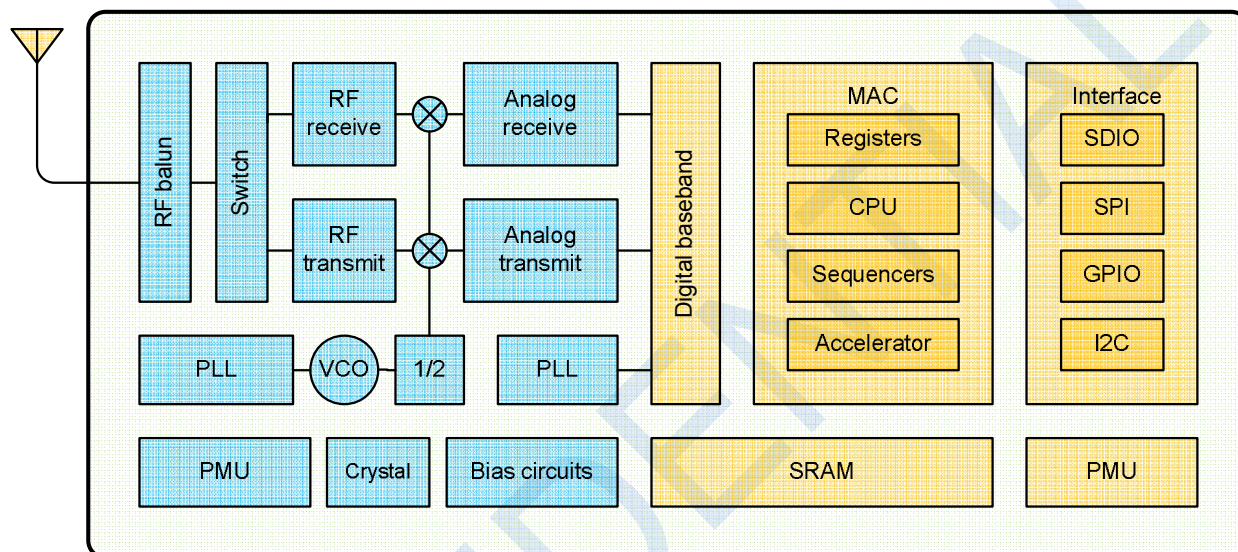 RF balun
Switch
RF
receive
Analog
receive
RF
transmit
Analog
transmit
PLL
VCO
1/2
PLL
Digital baseband
MAC
Registers
CPU
Sequencers
Accelerator
Interface
SDIO
SPI
GPIO
I2C
PMU
Crystal
Bias circuits
SRAM
PMU
DENTIAL